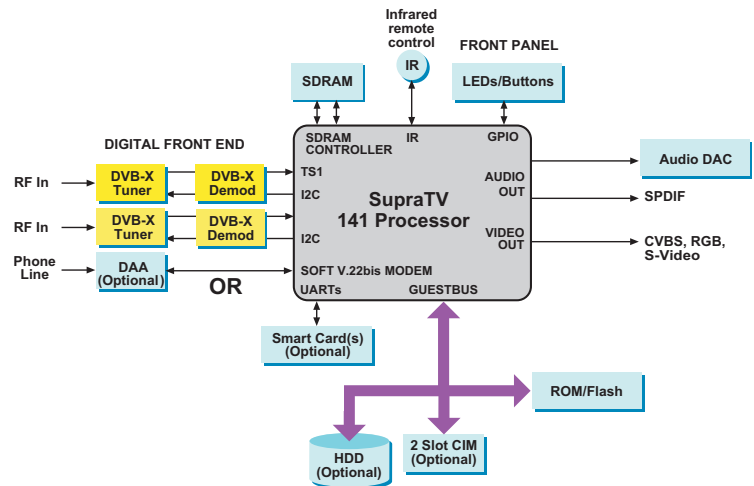 Infrared
remote
control
FRONT PANEL
IR
SDRAM
LEDs/Buttons
DIGITAL FRONT END
SDRAM
CONTROLLER
IR
GPIO
RF In
DVB-X
Tuner
DVB-X
Demod
TS1
I2C
AUDIO
OUT
Audio DAC
SupraTV
141 Processor
SPDIF
RF In
DVB-X
Tuner
DVB-X
Demod
I2C
VIDEO
OUT
CVBS, RGB,
S-Video
Phone
Line
DAA
(Optional)
OR
SOFT V.22bis MODEM
UARTs
GUESTBUS
Smart Card(s)
(Optional)
ROM/Flash
HDD
(Optional)
2 Slot CIM
(Optional)